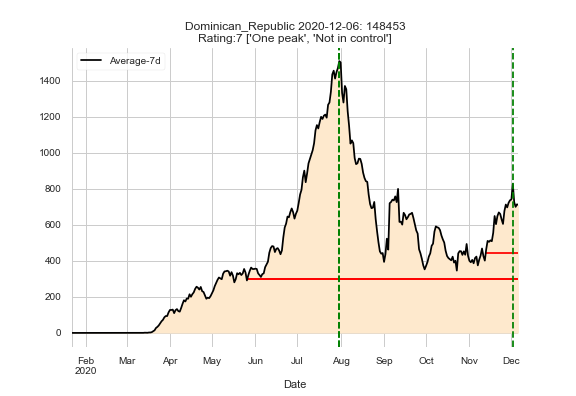 Dominican_Republic 2020-12-06: 148453
Rating:7 ['One peak', 'Not in control']
Average-7d
1400
1200
1000
800
600
400
200
0
Feb Mar Apr May Jun Jul Aug Sep Oct Nov Dec
2020
Date